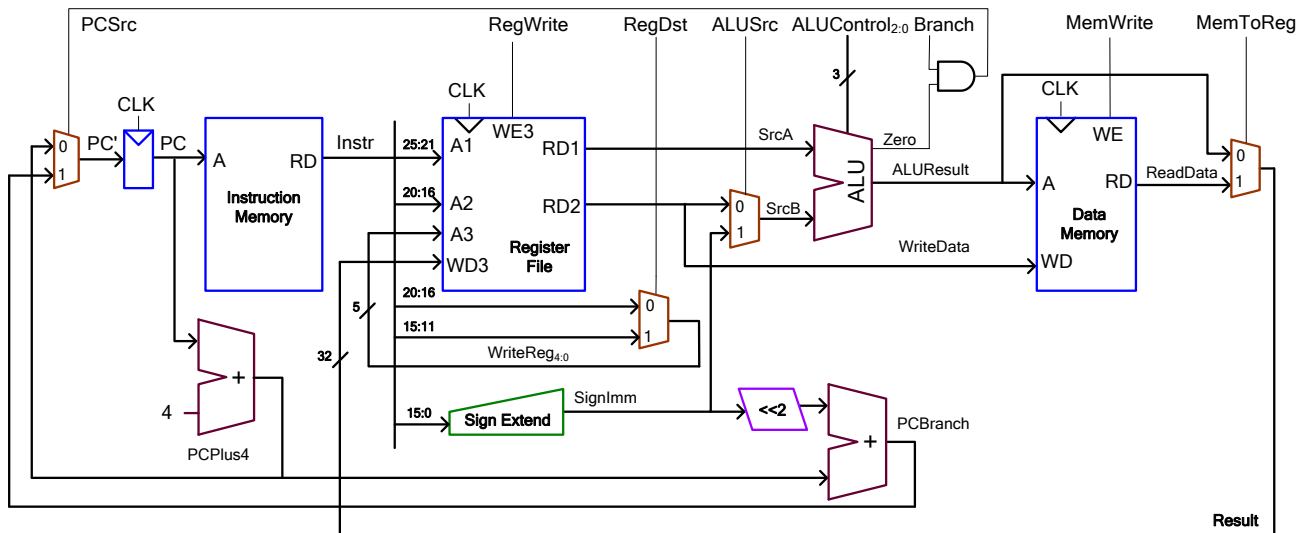 PCSrc
RegWrite
RegDst
ALUSrc
ALUControl2:0 Branch
MemWrite
MemToReg
3
CLK
CLK
CLK
0
1
PC'
PC
A
RD
Instruction
Memory
Instr
25:21
A1
WE3
RD1
20:16
A2
RD2
A3
WD3
Register
File
SrcA
0
1
SrcB
ALU
Zero
ALUResult
WriteData
A
WE
RD
Data
Memory
WD
ReadData
0
1
20:16
15:11
0
1
5
32
WriteReg4:0
4
+
PCPlus4
15:0
Sign Extend
SignImm
<<2
+
PCBranch
Result